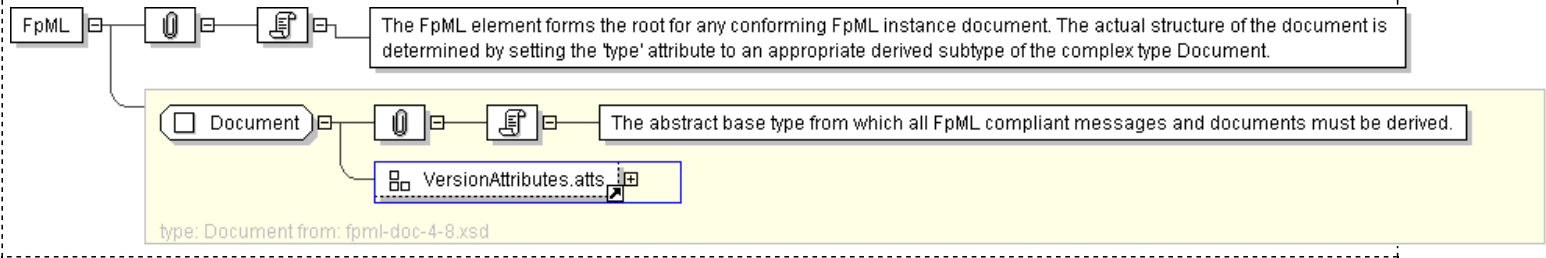 FpML
The FpML element forms the root for any conforming FpML instance document. The actual structure of the document is
determined by setting the 'type' attribute to an appropriate derived subtype of the complex type Document.
Document
The abstract base type from which all FpML compliant messages and documents must be derived.
VersionAttributes.atts
type: Document from: fpml-doc-4-8.xsd